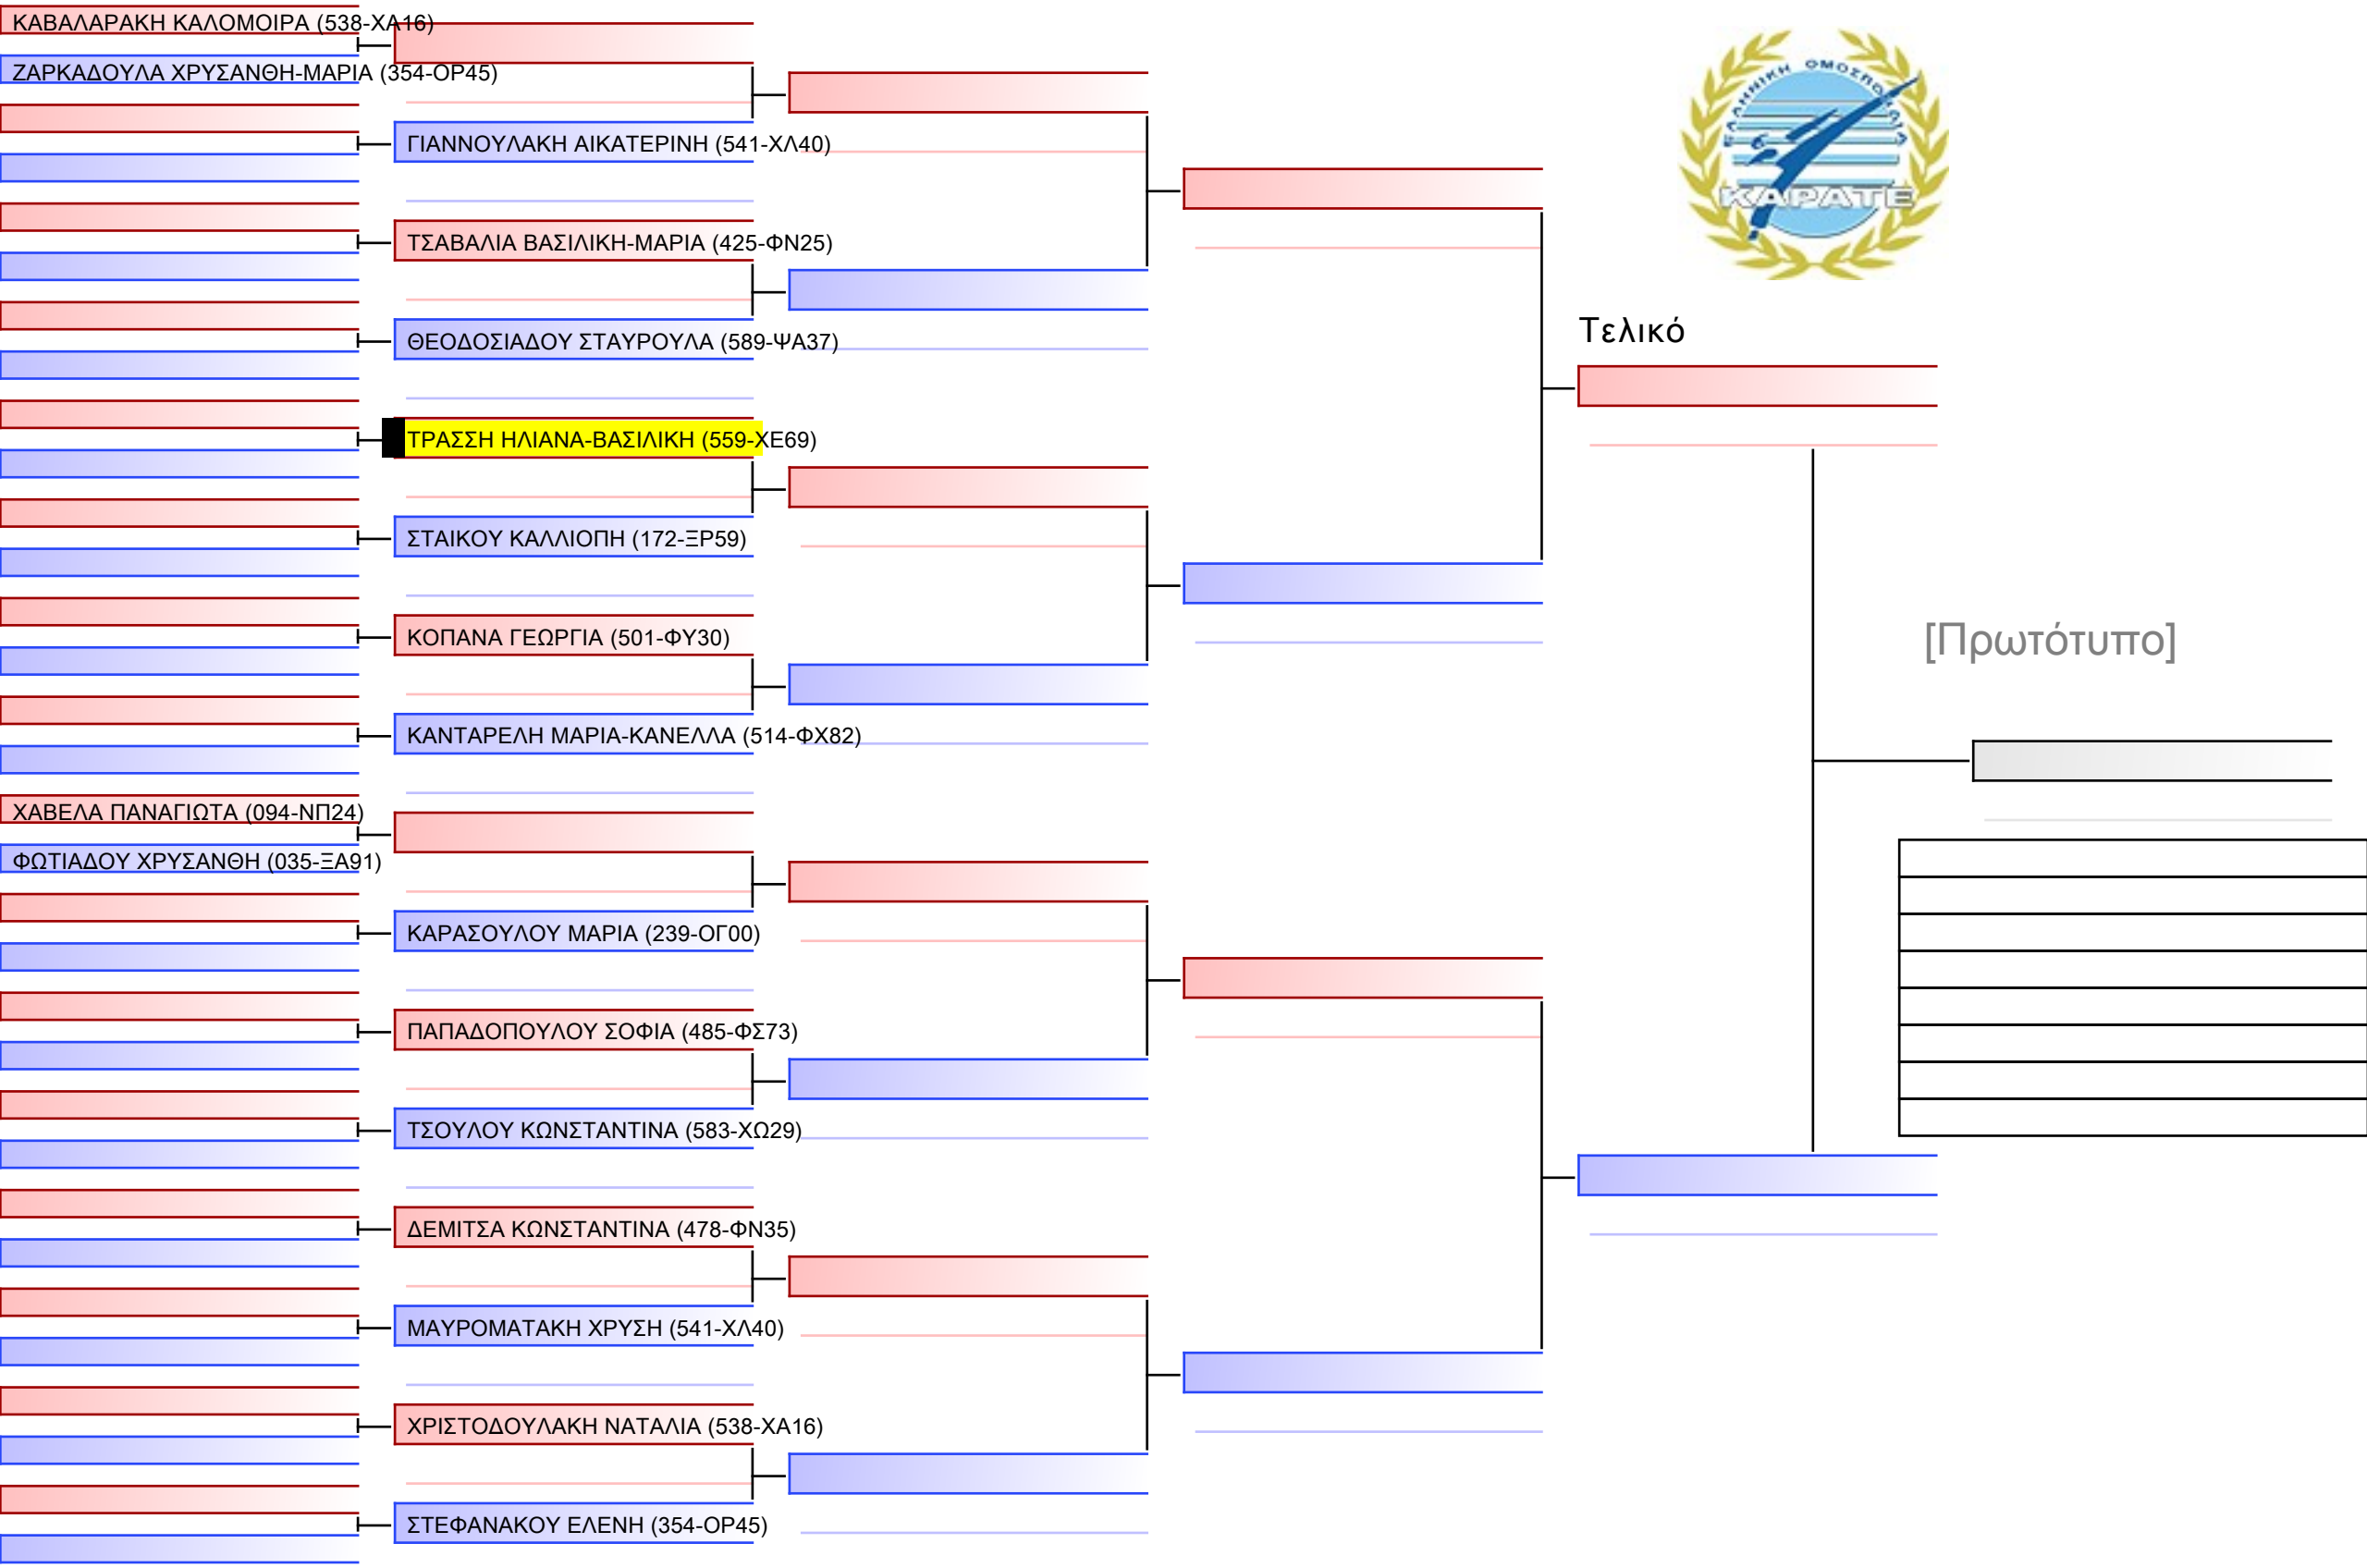 ΚΑΒΑΛΑΡΑΚΗ ΚΑΛΟΜΟΙΡΑ (538-ΧΑ16)
ΖΑΡΚΑΔΟΥΛΑ ΧΡΥΣΑΝΘΗ-ΜΑΡΙΑ (354-ΟΡ45)
ΓΙΑΝΝΟΥΛΑΚΗ ΑΙΚΑΤΕΡΙΝΗ (541-ΧΛ40)
ΤΣΑΒΑΛΙΑ ΒΑΣΙΛΙΚΗ-ΜΑΡΙΑ (425-ΦΝ25)
ΘΕΟΔΟΣΙΑΔΟΥ ΣΤΑΥΡΟΥΛΑ (589-ΨΑ37)
ΤΡΑΣΣΗ ΗΛΙΑΝΑ-ΒΑΣΙΛΙΚΗ (559-ΧΕ69)
ΣΤΑΙΚΟΥ ΚΑΛΛΙΟΠΗ (172-ΞΡ59)
ΚΟΠΑΝΑ ΓΕΩΡΓΙΑ (501-ΦΥ30)
ΚΑΝΤΑΡΕΛΗ ΜΑΡΙΑ-ΚΑΝΕΛΛΑ (514-ΦΧ82)
ΧΑΒΕΛΑ ΠΑΝΑΓΙΩΤΑ (094-ΝΠ24)
ΦΩΤΙΑΔΟΥ ΧΡΥΣΑΝΘΗ (035-ΞΑ91)
ΚΑΡΑΣΟΥΛΟΥ ΜΑΡΙΑ (239-ΟΓ00)
ΠΑΠΑΔΟΠΟΥΛΟΥ ΣΟΦΙΑ (485-ΦΣ73)
ΤΣΟΥΛΟΥ ΚΩΝΣΤΑΝΤΙΝΑ (583-ΧΩ29)
ΔΕΜΙΤΣΑ ΚΩΝΣΤΑΝΤΙΝΑ (478-ΦΝ35)
ΜΑΥΡΟΜΑΤΑΚΗ ΧΡΥΣΗ (541-ΧΛ40)
ΧΡΙΣΤΟΔΟΥΛΑΚΗ ΝΑΤΑΛΙΑ (538-ΧΑ16)
ΣΤΕΦΑΝΑΚΟΥ ΕΛΕΝΗ (354-ΟΡ45)
ΕΛΛΗΝΙΚΗ ΟΜΟΣΠΟΝΔΙΑ
ΚΑΡΑΤΕ
Τελικό
[Πρωτότυπο]